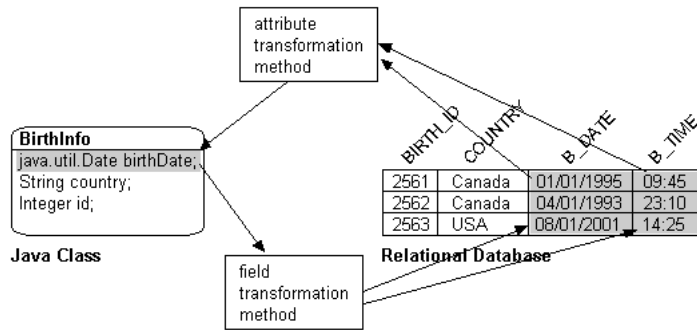 attribute
transformation
method
BirthInfo
java.util.Date birthDate;
String country;
Integer id;
Java Class
BIRTH_ID COUNTRY B_DATE B_TIME
2561 Canada 01/01/1995 09:45
2562 Canada 04/01/1993 23:10
2563 USA 08/01/2001 14:25
Relational Database
field
transformation
method